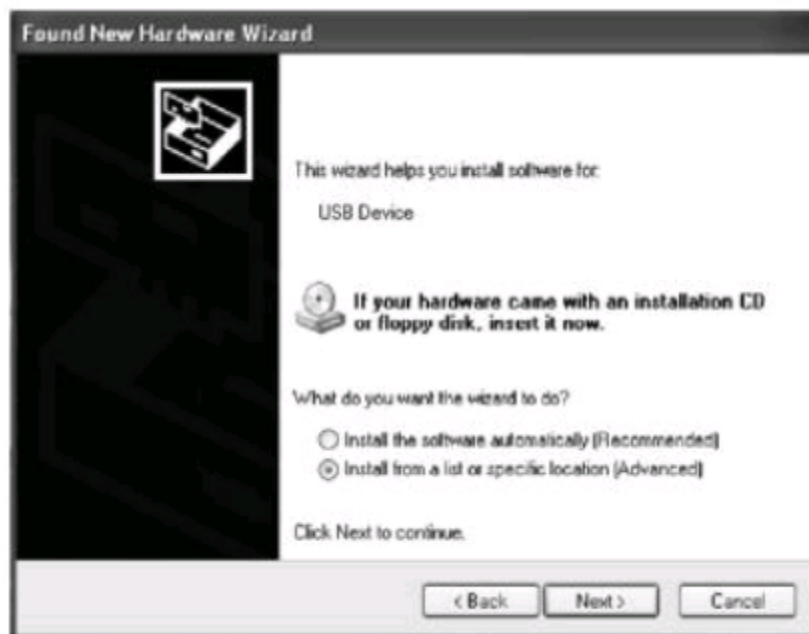 Found New Hardware Wizard
This wizard helps you install software for:
USB Device
If your hardware came with an installation CD
or floppy disk, insert it now.
What do you want the wizard to do?
Install the software automatically (Recommended)
Install from a list or specific location (Advanced)
Click Next to continue.
< Back
Next >
Cancel